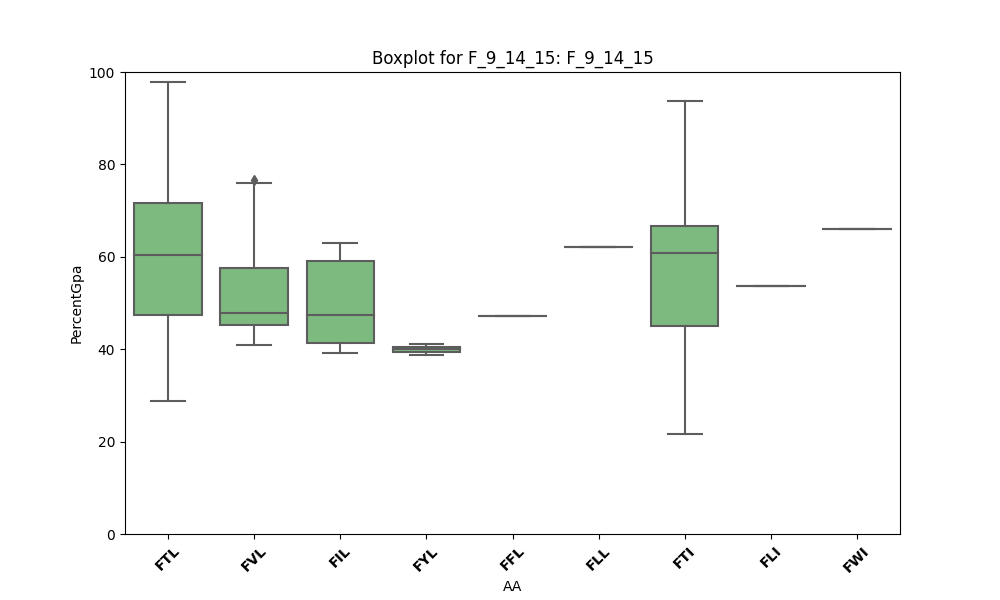 Boxplot for F_9_14_15: F_9_14_15
100
80
60
40
20
0
PercentGpa
FTL
FVL
FIL
FYL
FFL
FLL
FTI
FLI
FWI
AA